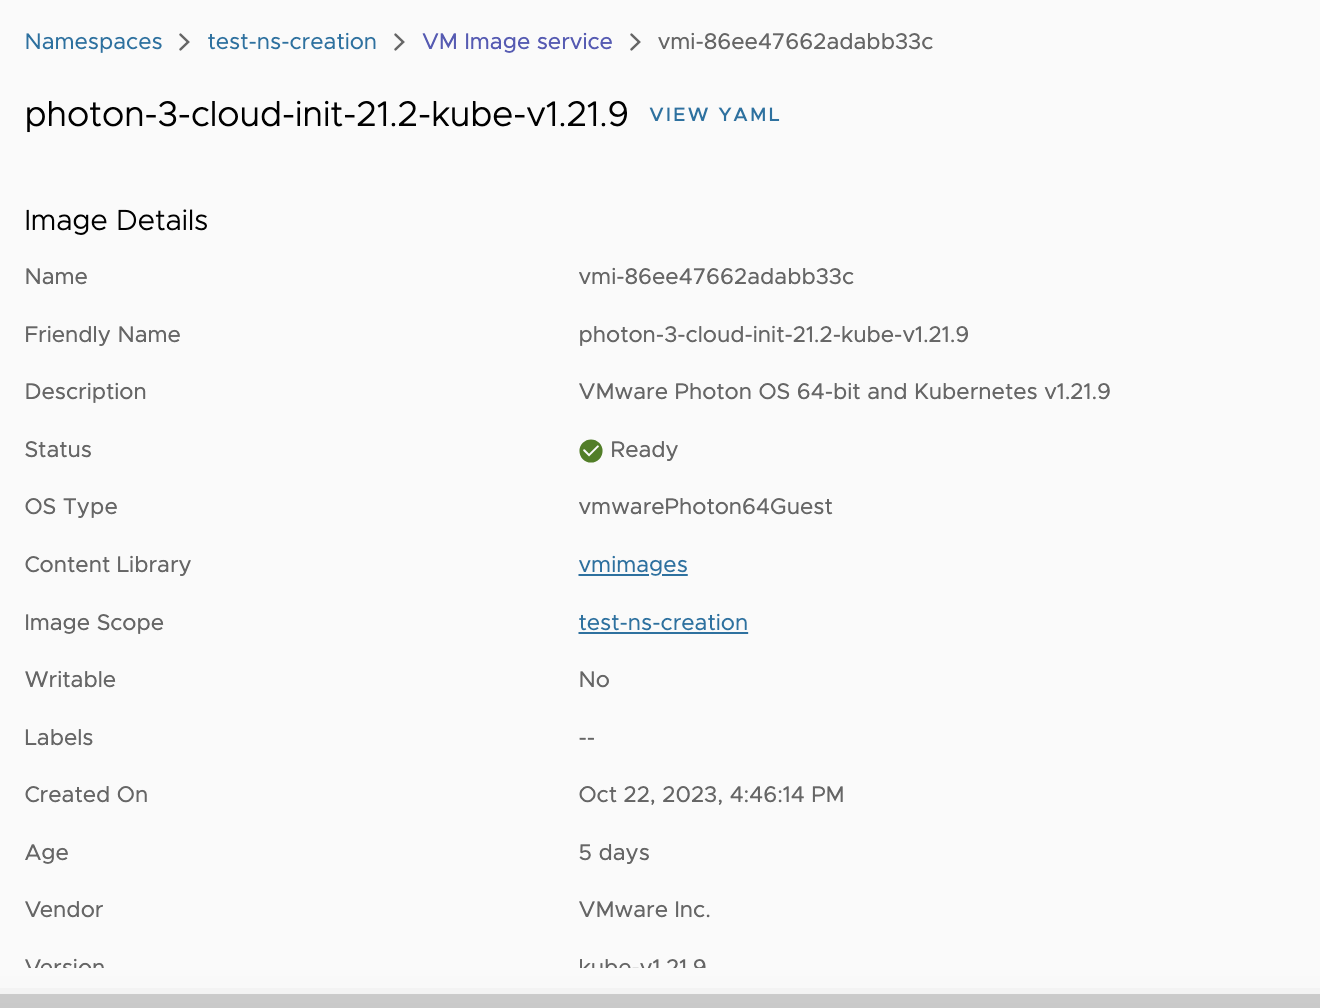 Namespaces > test-ns-creation > VM Image service > vmi-86ee47662adabb33c
photon-3-cloud-init-21.2-kube-v1.21.9 VIEW YAML
Image Details
Name vmi-86ee47662adabb33c
Friendly Name photon-3-cloud-init-21.2-kube-v1.21.9
Description VMware Photon OS 64-bit and Kubernetes v1.21.9
Status Ready
OS Type vmwarePhoton64Guest
Content Library vmimages
Image Scope test-ns-creation
Writable No
Labels --
Created On Oct 22, 2023, 4:46:14 PM
Age 5 days
Vendor VMware Inc.
Version kube-v1.21.9